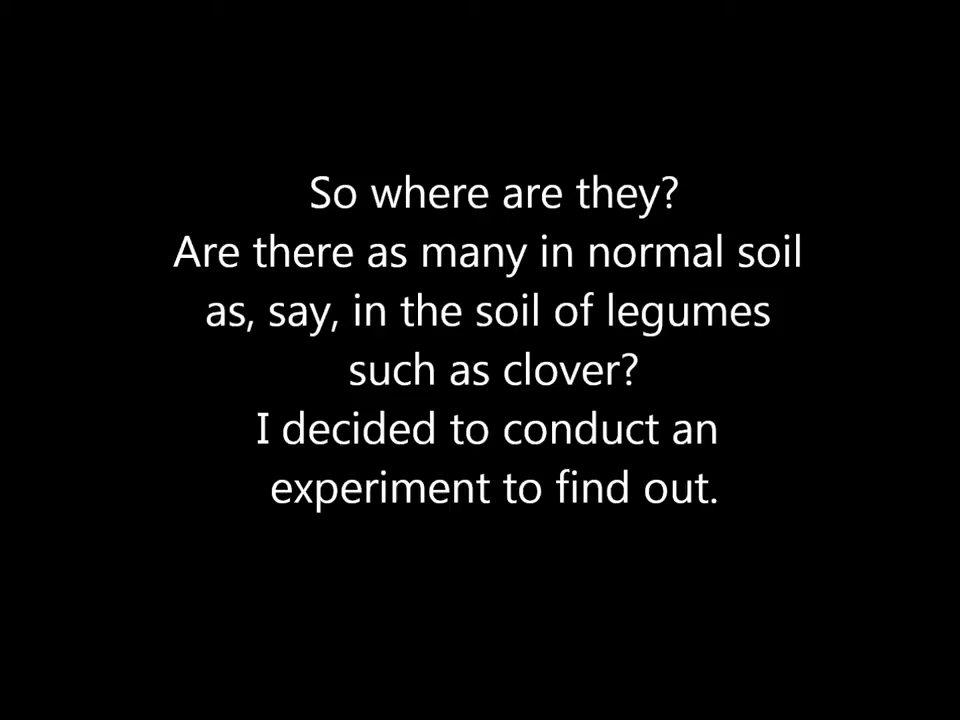 So where are they?
Are there as many in normal soil
as, say, in the soil of legumes
such as clover?
I decided to conduct an
experiment to find out.